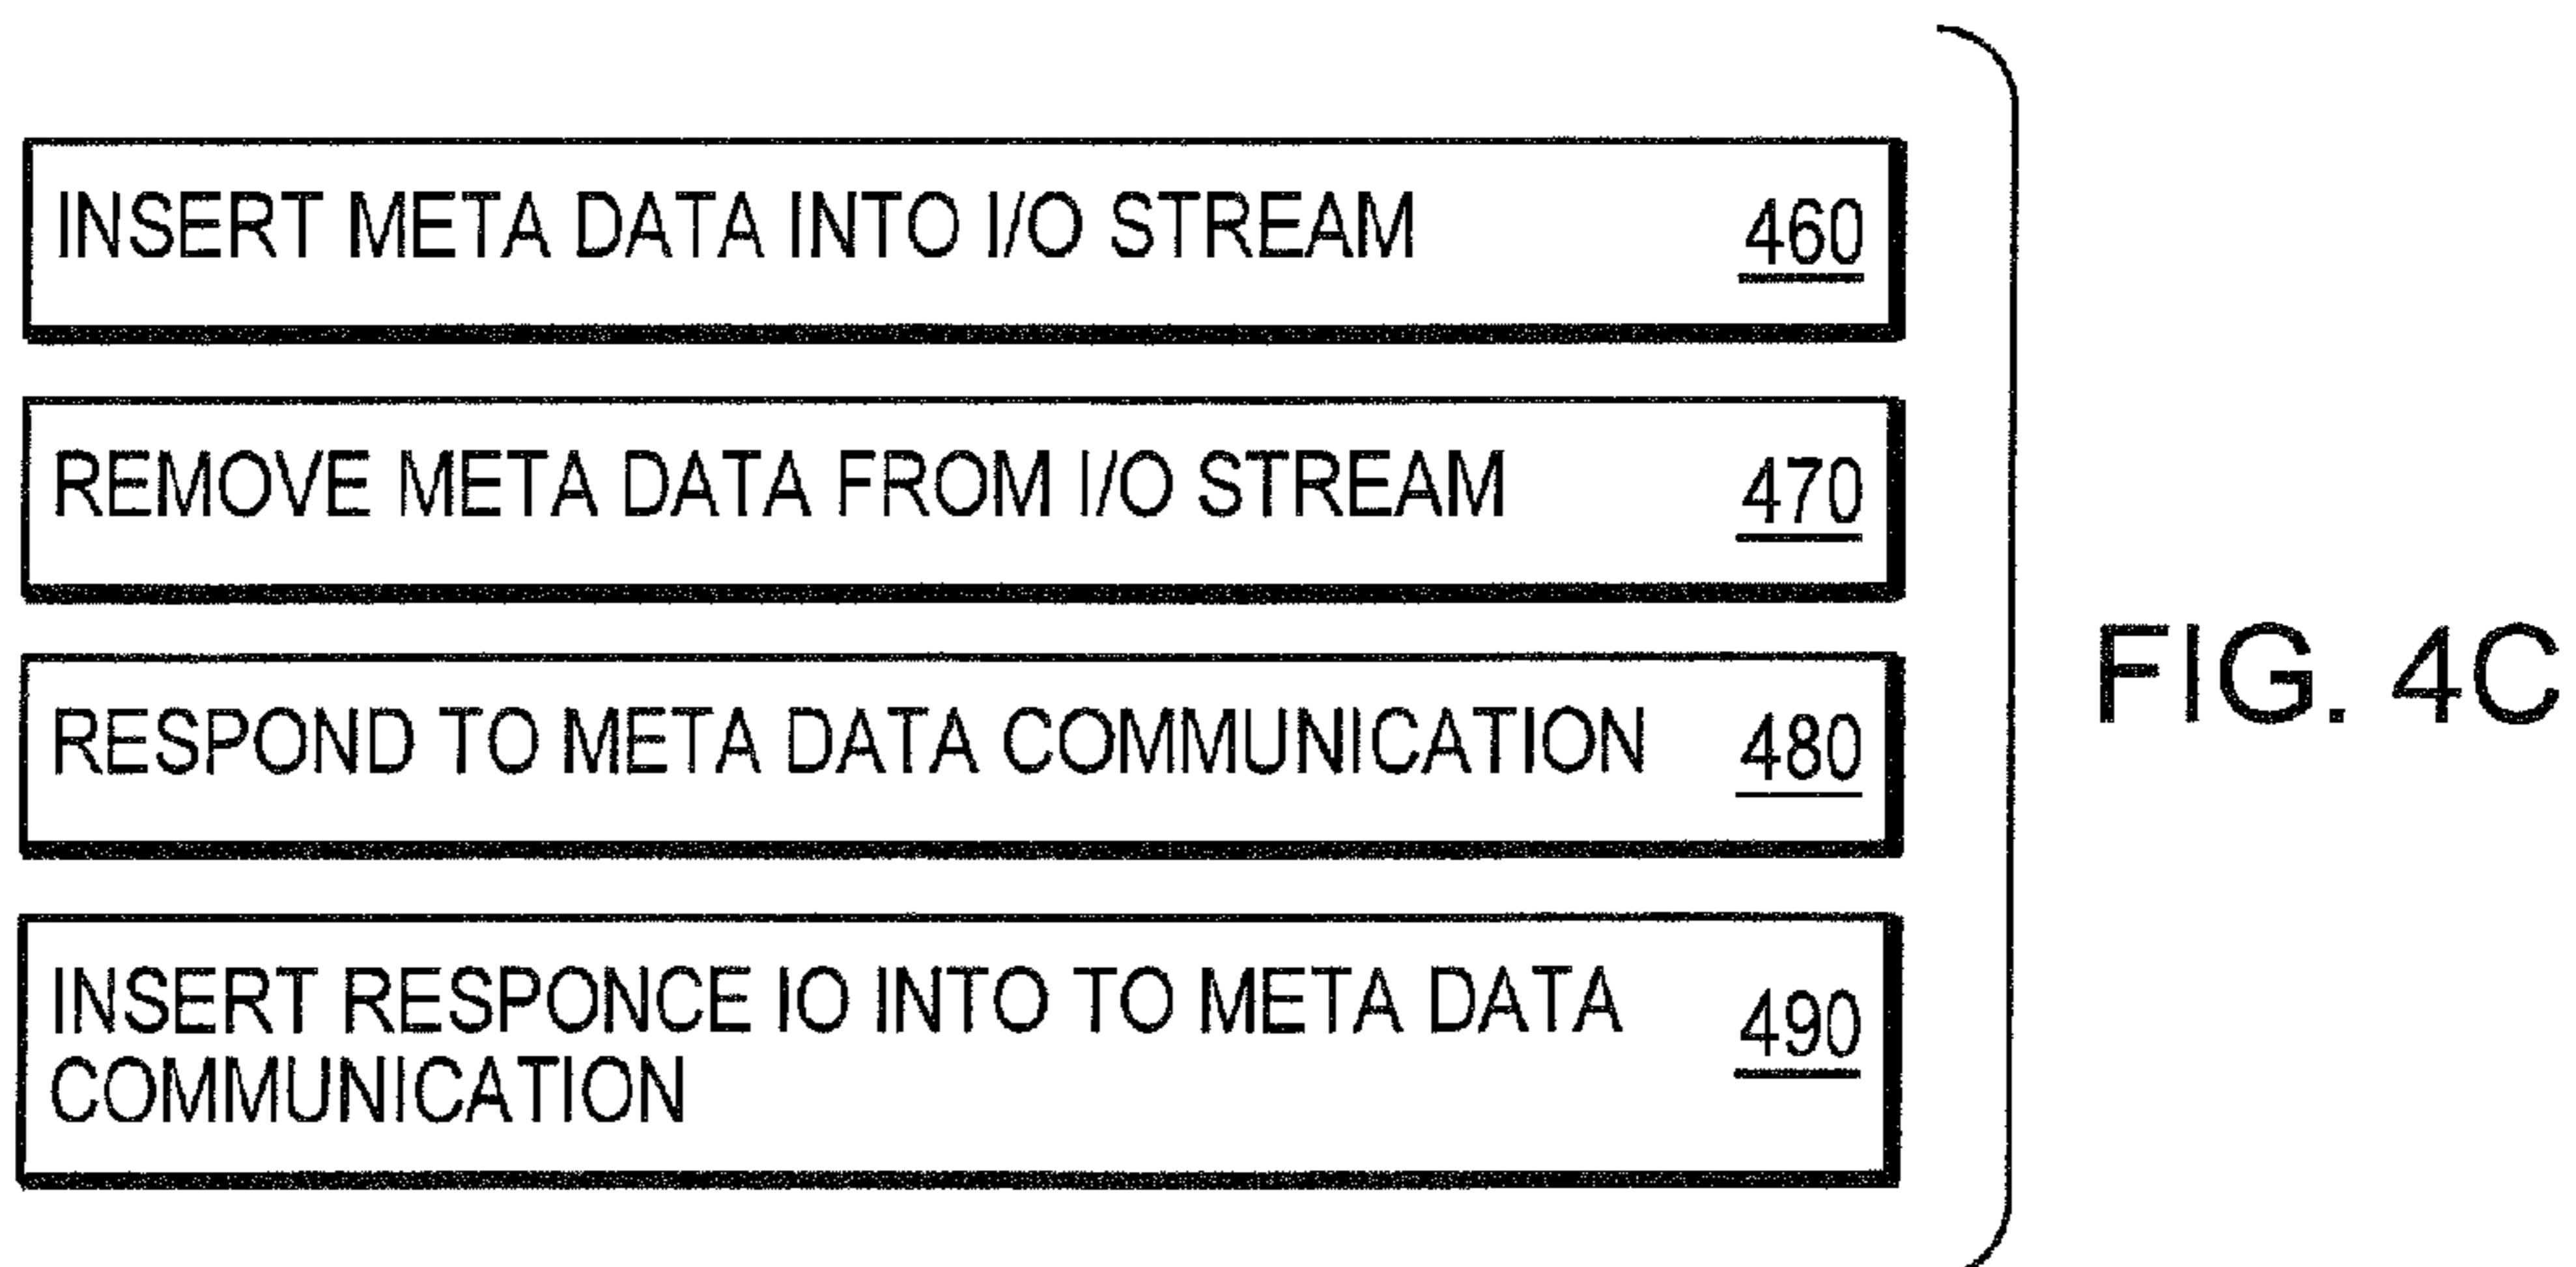 INSERT META DATA INTO I/O STREAM 460
REMOVE META DATA FROM I/O STREAM 470
RESPOND TO META DATA COMMUNICATION 480
INSERT RESPONCE IO INTO TO META DATA 490
COMMUNICATION
FIG. 4C